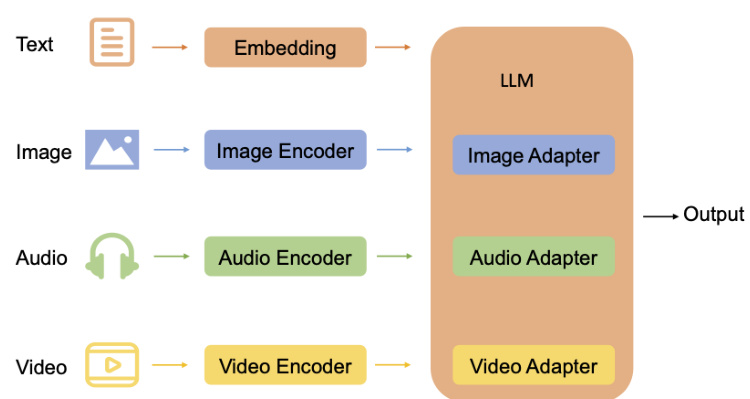 Text
Embedding
LLM
Image
Image Encoder
Image Adapter
Output
Audio
Audio Encoder
Audio Adapter
Video
Video Encoder
Video Adapter